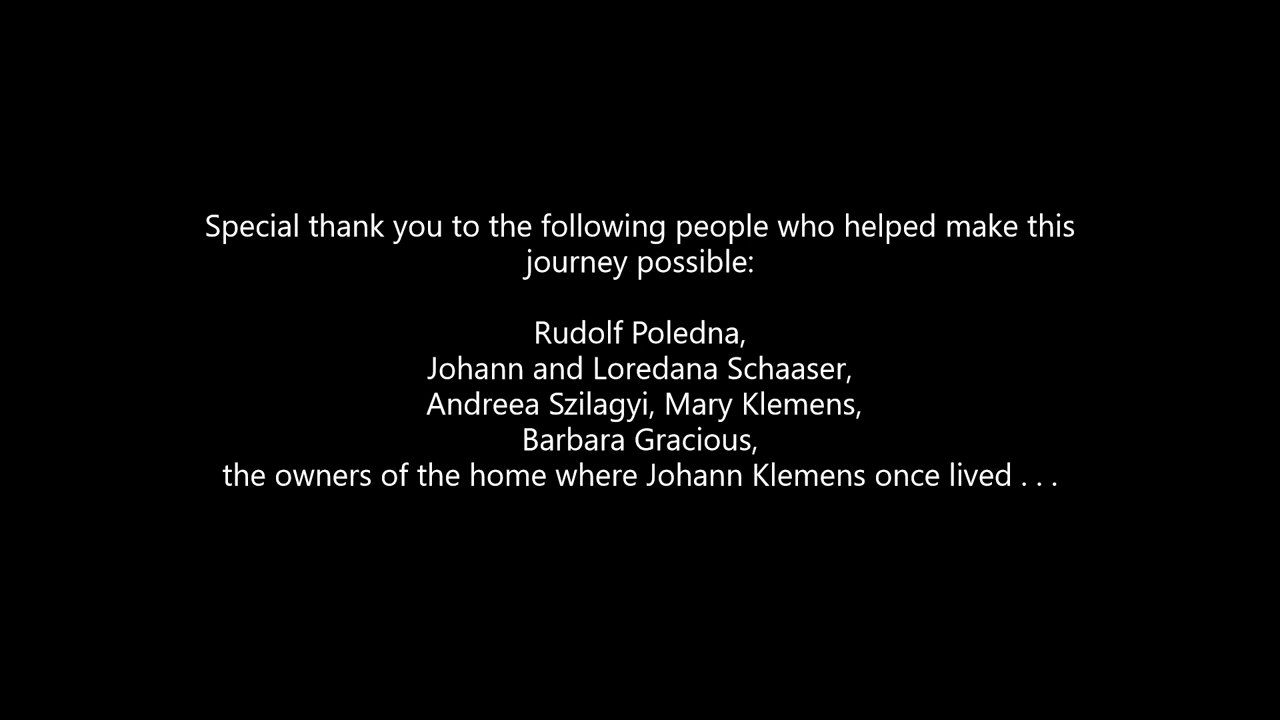 Special thank you to the following people who helped make this
journey possible:
Rudolf Poledna,
Johann and Loredana Schaaser,
Andreea Szilagyi, Mary Klemens,
Barbara Gracious,
the owners of the home where Johann Klemens once lived . . .